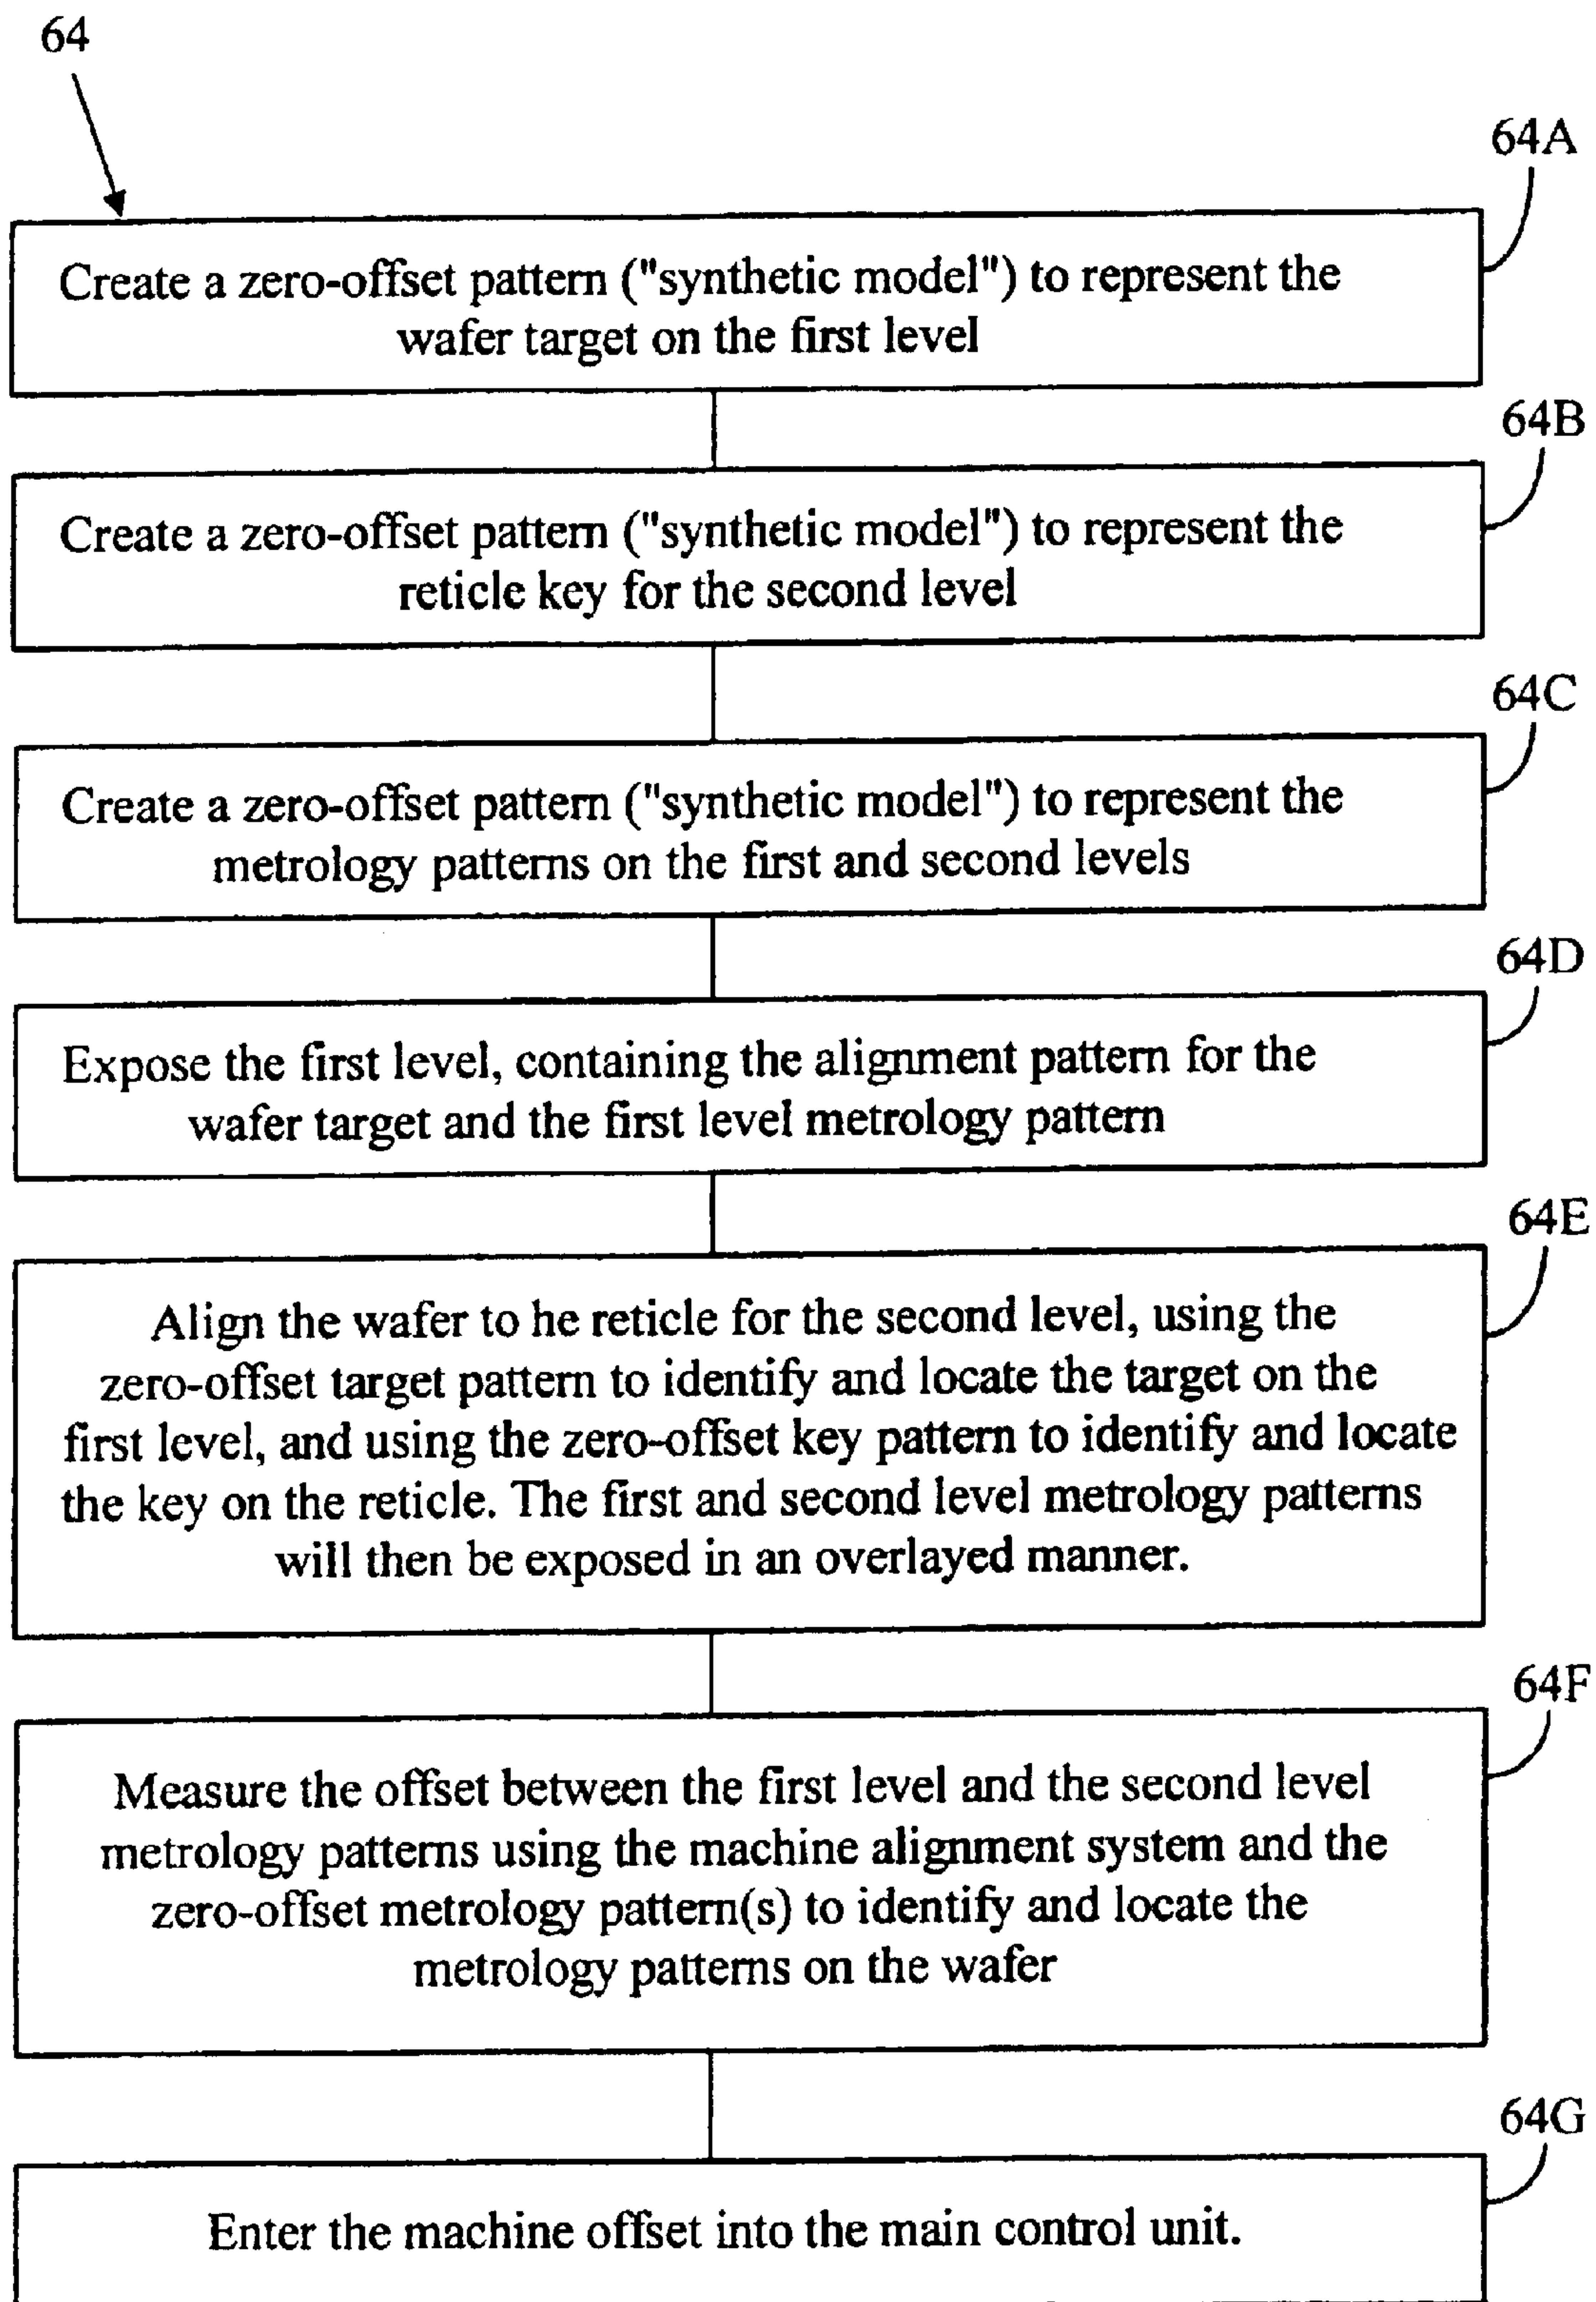 64
64A
Create a zero-offset pattern ("synthetic model") to represent the
wafer target on the first level
64B
Create a zero-offset pattern ("synthetic model") to represent the
reticle key for the second level
64C
Create a zero-offset pattern ("synthetic model") to represent the
metrology patterns on the first and second levels
64D
Expose the first level, containing the alignment pattern for the
wafer target and the first level metrology pattern
64E
Align the wafer to he reticle for the second level, using the
zero-offset target pattern to identify and locate the target on the
first level, and using the zero-offset key pattern to identify and locate
the key on the reticle. The first and second level metrology patterns
will then be exposed in an overlayed manner.
64F
Measure the offset between the first level and the second level
metrology patterns using the machine alignment system and the
zero-offset metrology pattern(s) to identify and locate the
metrology patterns on the wafer
64G
Enter the machine offset into the main control unit.